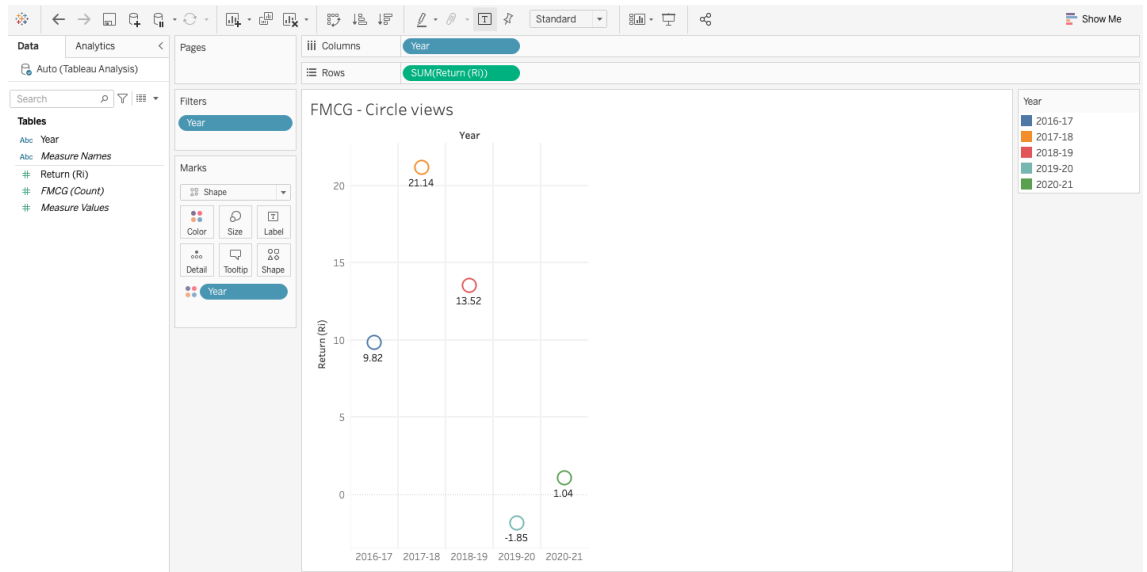 Standard
Show Me
Data
Analytics
Auto (Tableau Analysis)
Search
Tables
Abc Year
Abc Measure Names
# Return (Ri)
# FMCG (Count)
# Measure Values
Pages
Filters
Year
Marks
Shape
Color
Size
Label
Detail
Tooltip
Shape
Year
Columns
Year
Rows
SUM(Return (Ri))
FMCG - Circle views
Year
Return (Ri)
20
15
10
5
0
9.82
21.14
13.52
-1.85
1.04
2016-17
2017-18
2018-19
2019-20
2020-21
Year
2016-17
2017-18
2018-19
2019-20
2020-21